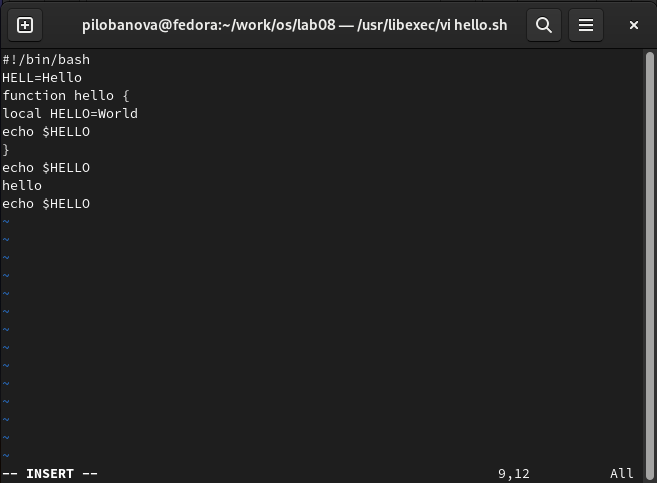 pilobanova@fedora:~/work/os/lab08 — /usr/libexec/vi hello.sh
#!/bin/bash
HELL=Hello
function hello {
local HELLO=World
echo $HELLO
}
echo $HELLO
hello
echo $HELLO
~
~
~
~
~
~
~
~
~
~
~
~
~
~
-- INSERT -- 9,12 All